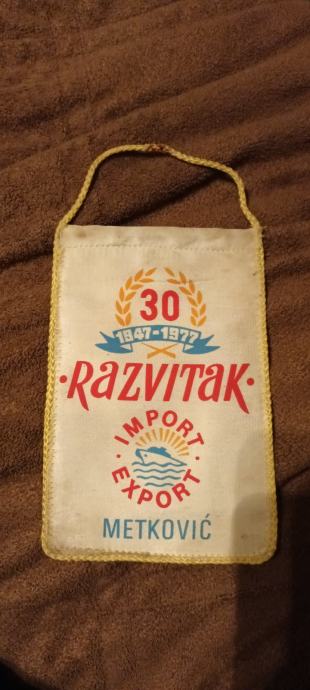 30
1947-1977
·RAZVITAK·
· IMPORT ·
EXPORT
METKOVIĆ